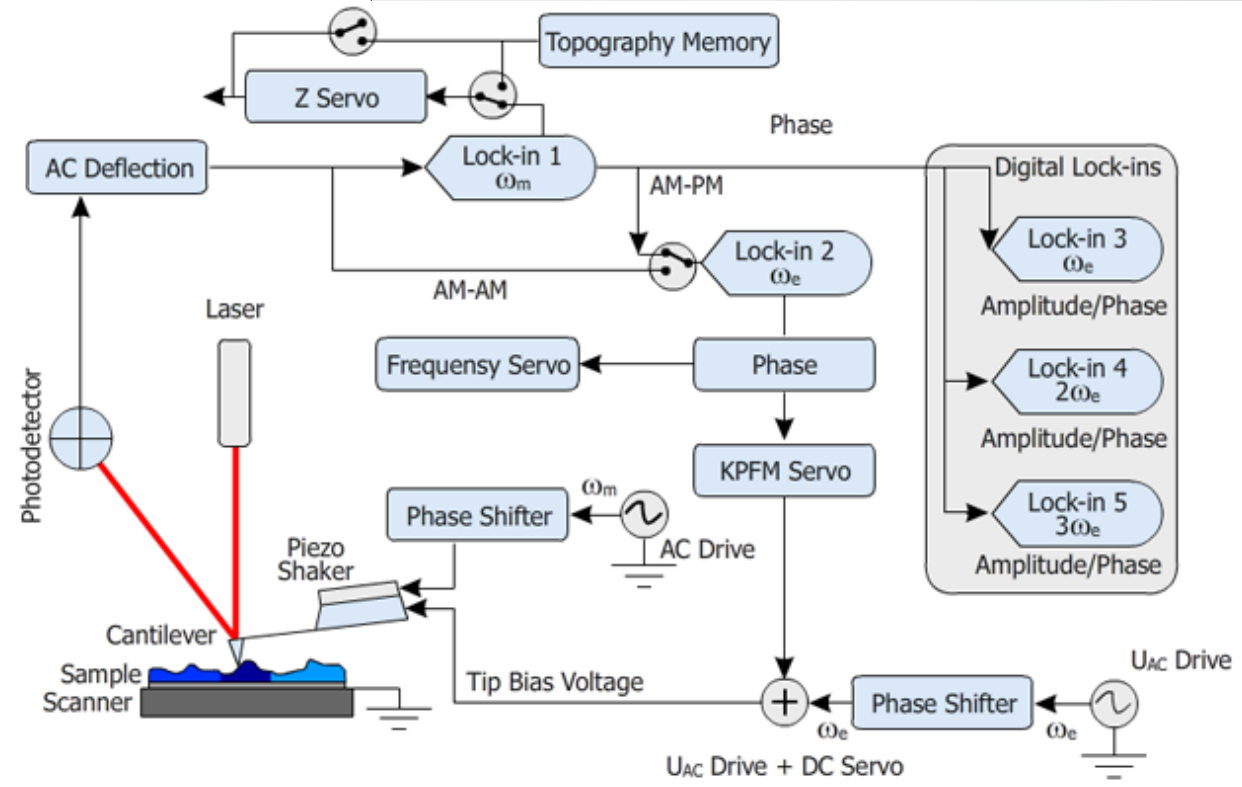 Topography Memory
Z Servo
Phase
AC Deflection
Lock-in 1
ωm
Digital Lock-ins
AM-PM
Lock-in 2
ωe
Lock-in 3
ωe
AM-AM
Amplitude/Phase
Laser
Frequensy Servo
Phase
Lock-in 4
2ωe
Photodetector
Amplitude/Phase
KPFM Servo
ωm
Phase Shifter
AC Drive
Lock-in 5
3ωe
Amplitude/Phase
Piezo
Shaker
Cantilever
Sample
Scanner
Tip Bias Voltage
UAC Drive
+
Phase Shifter
ωe
ωe
UAC Drive + DC Servo